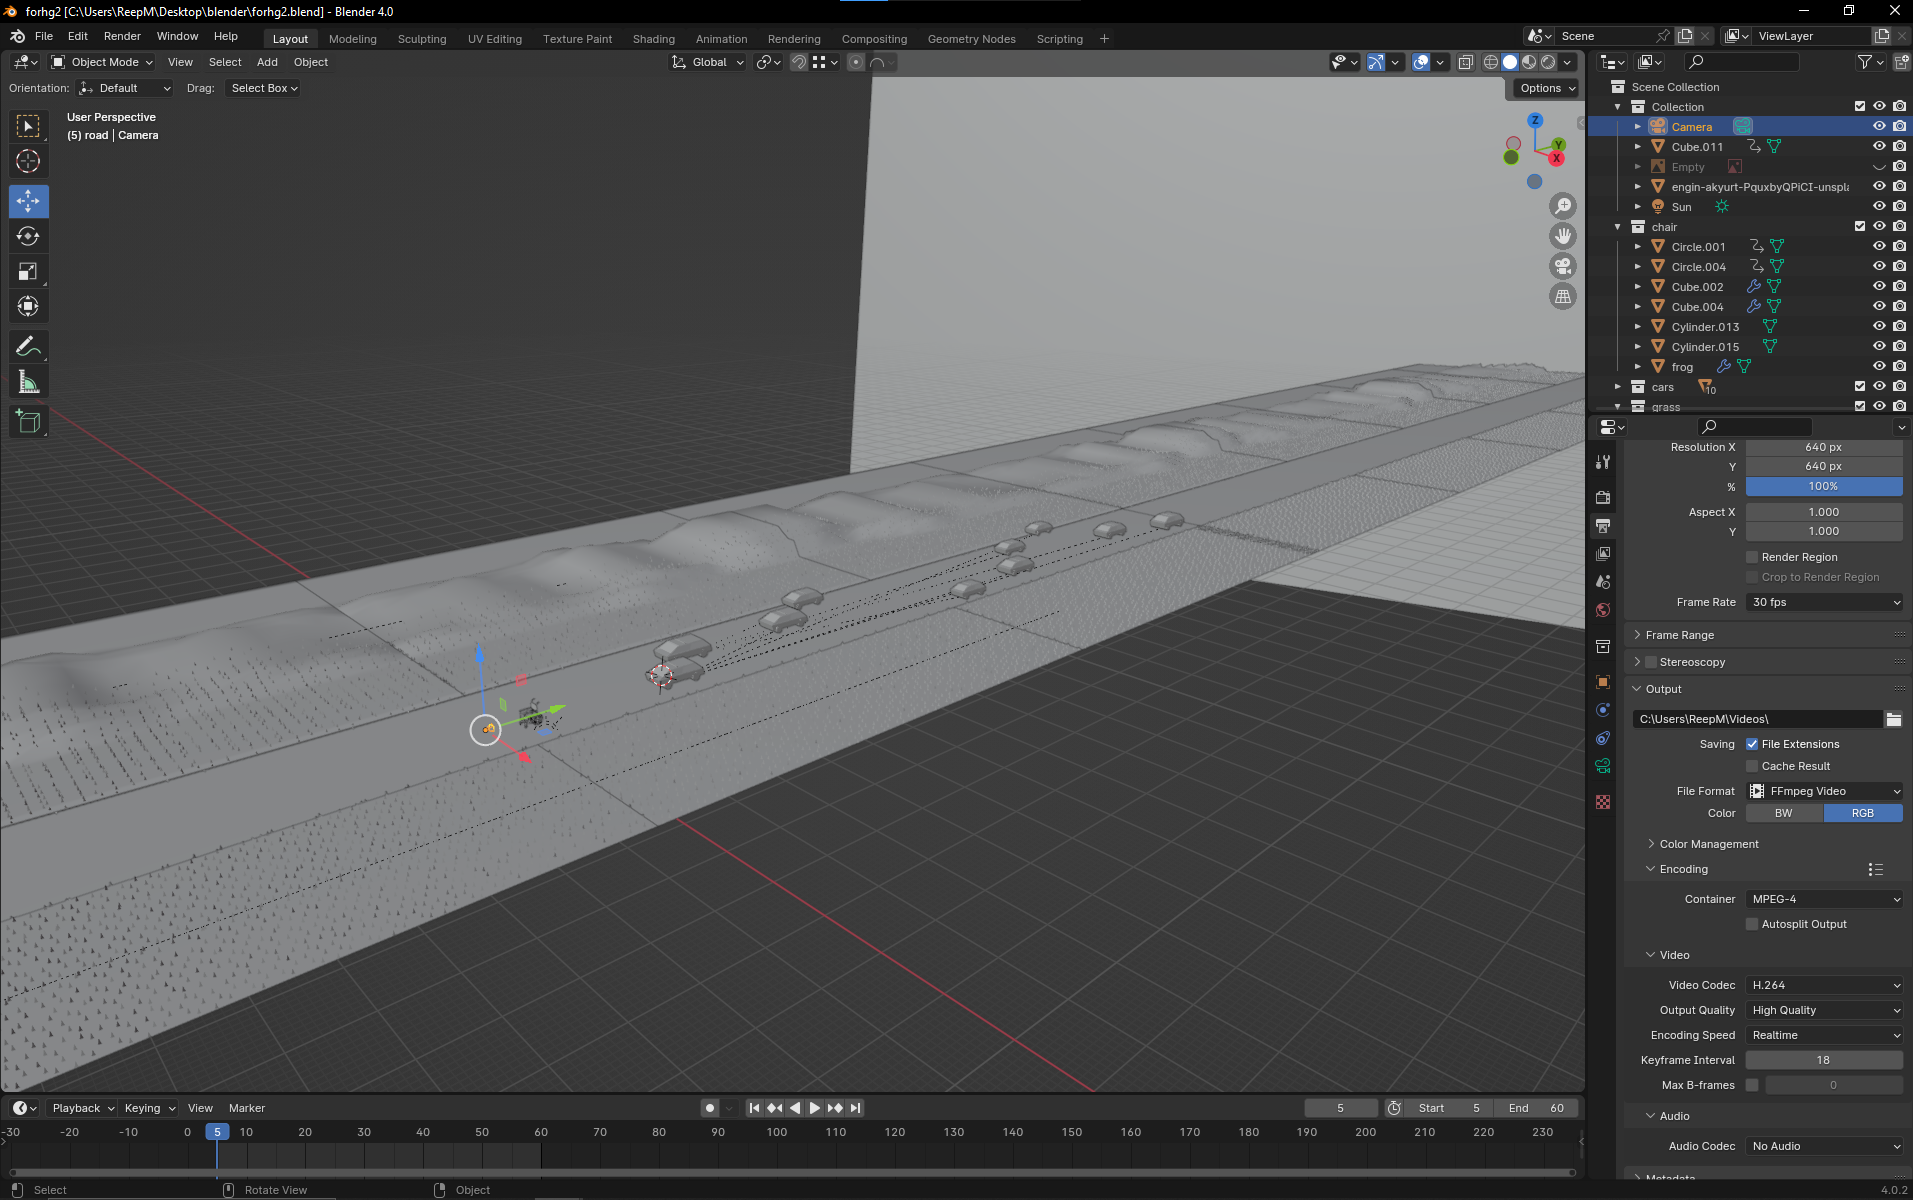 forhg2 [C:\Users\ReepM\Desktop\blender\forhg2.blend] - Blender 4.0
File Edit Render Window Help
Layout Modeling Sculpting UV Editing Texture Paint Shading Animation Rendering Compositing Geometry Nodes Scripting +
Scene ViewLayer
Object Mode View Select Add Object
Global
Orientation: Default Drag: Select Box
Options
User Perspective
(5) road | Camera
Z
Y
X
Scene Collection
Collection
Camera
Cube.011
Empty
engin-akyurt-PquxbyQPiCI-unspla
Sun
chair
Circle.001
Circle.004
Cube.002
Cube.004
Cylinder.013
Cylinder.015
frog
cars 10
grass
Resolution X 640 px
Y 640 px
% 100%
Aspect X 1.000
Y 1.000
Render Region
Crop to Render Region
Frame Rate 30 fps
Frame Range
Stereoscopy
Output
C:\Users\ReepM\Videos\
Saving File Extensions
Cache Result
File Format FFmpeg Video
Color BW RGB
Color Management
Encoding
Container MPEG-4
Autosplit Output
Video
Video Codec H.264
Output Quality High Quality
Encoding Speed Realtime
Keyframe Interval 18
Max B-frames 0
Audio
Audio Codec No Audio
Metadata
Playback Keying View Marker
5 Start 5 End 60
-30 -20 -10 0 5 10 20 30 40 50 60 70 80 90 100 110 120 130 140 150 160 170 180 190 200 210 220 230
Select Rotate View Object
4.0.2